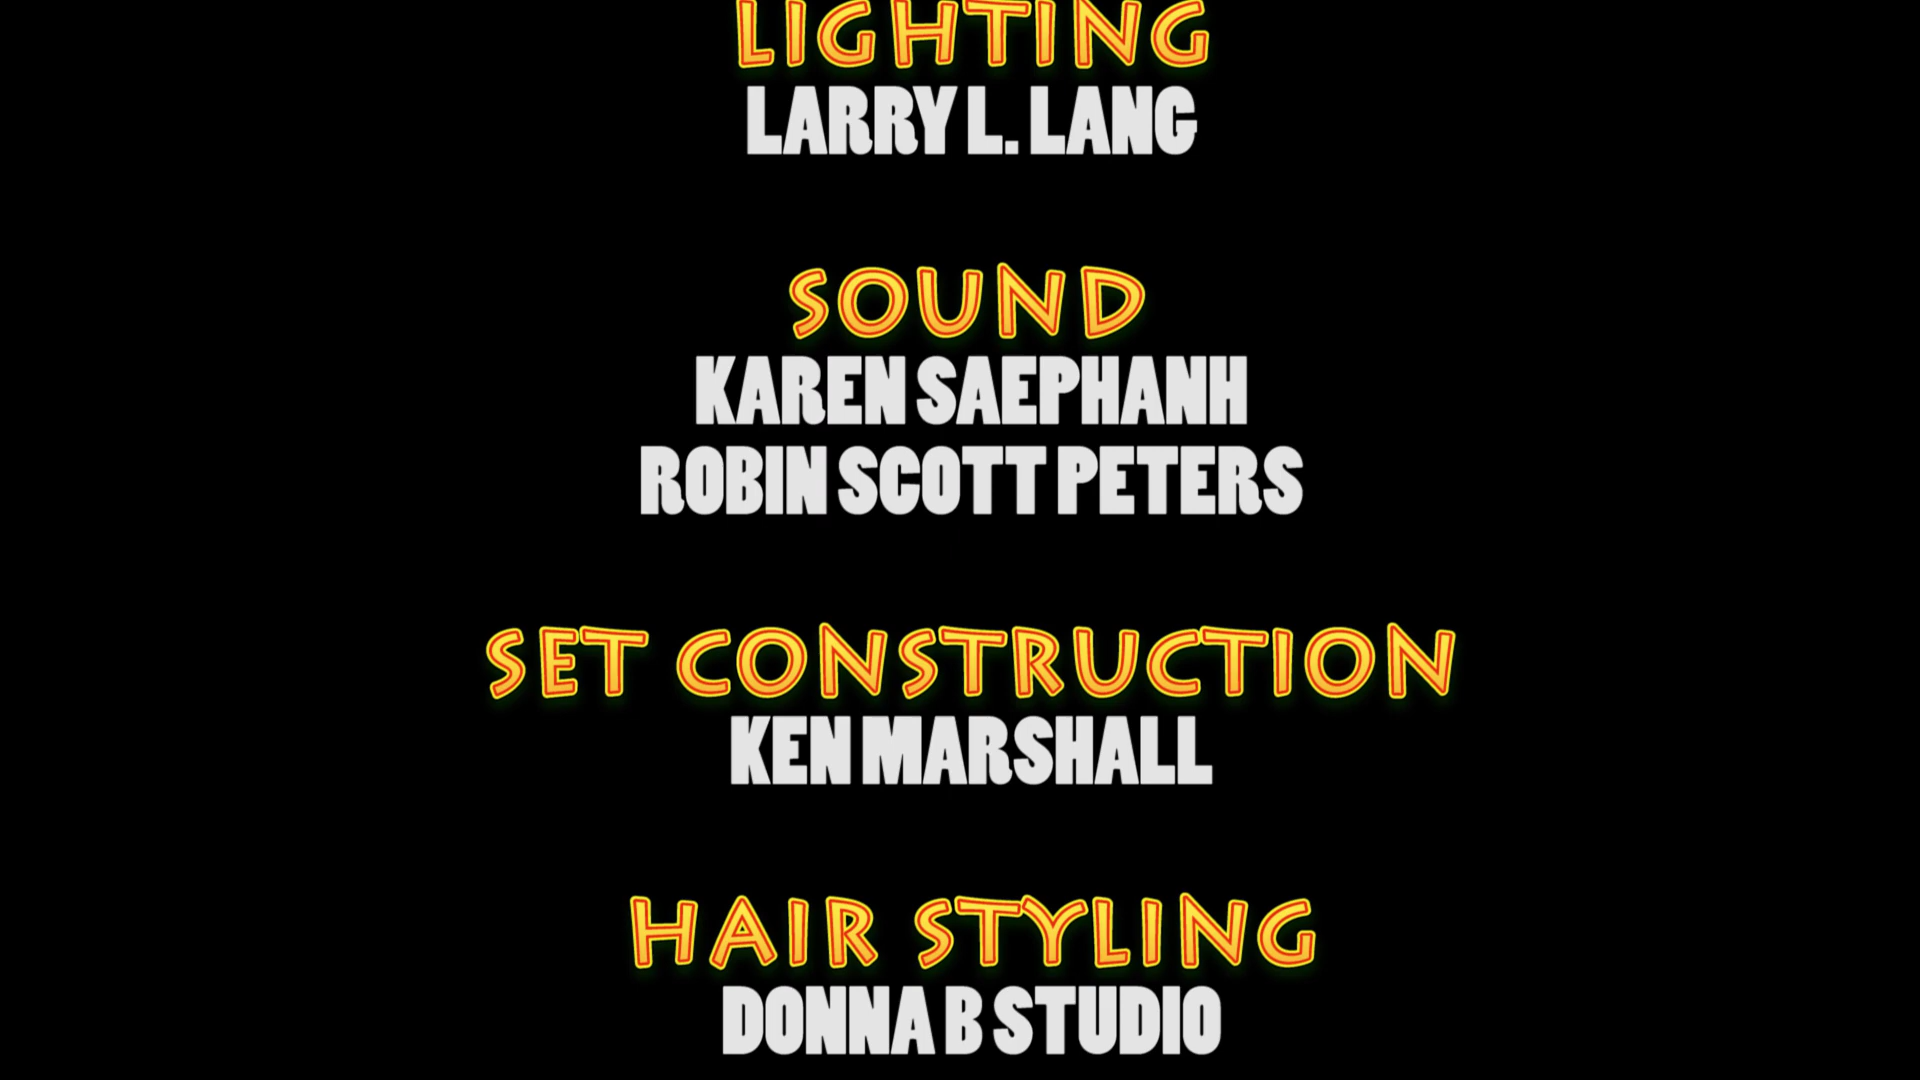 LIGHTING
LARRY L. LANG
SOUND
KAREN SAEPHANH
ROBIN SCOTT PETERS
SET CONSTRUCTION
KEN MARSHALL
HAIR STYLING
DONNA B STUDIO